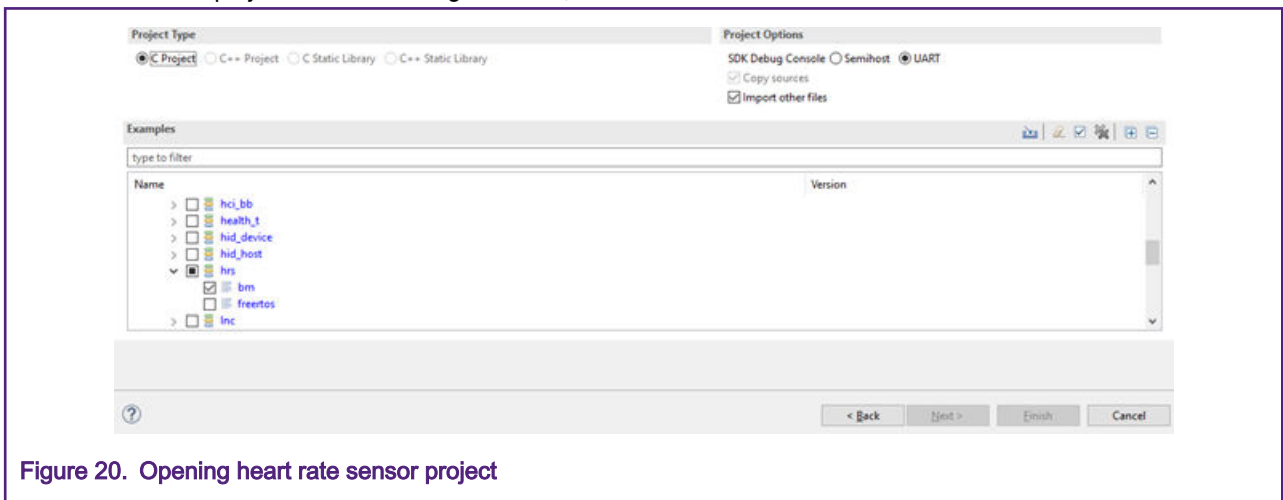 Project Type
C Project C++ Project C Static Library C++ Static Library
Project Options
SDK Debug Console Semihost UART
Copy sources
Import other files
Examples
type to filter
Name Version
hci_bb
health_t
hid_device
hid_host
hrs
bm
freertos
lnc
< Back Next > Finish Cancel
Figure 20. Opening heart rate sensor project